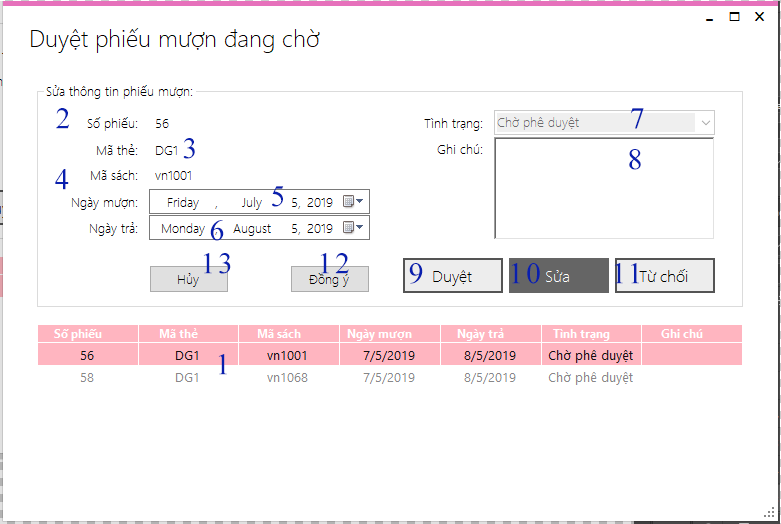 Duyệt phiếu mượn đang chờ
Sửa thông tin phiếu mượn:
2 Số phiếu: 56
Tình trạng: Chờ phê duyệt 7
Mã thẻ: DG1 3
Ghi chú: 8
4 Mã sách: vn1001
Ngày mượn: Friday , July 5 5, 2019
Ngày trả: Monday 6 , August 5, 2019
13 Hủy
12 Đồng ý
9 Duyệt
10 Sửa
11 Từ chối
Số phiếu Mã thẻ Mã sách Ngày mượn Ngày trả Tình trạng Ghi chú
56 DG1 1 vn1001 7/5/2019 8/5/2019 Chờ phê duyệt
58 DG1 vn1068 7/5/2019 8/5/2019 Chờ phê duyệt